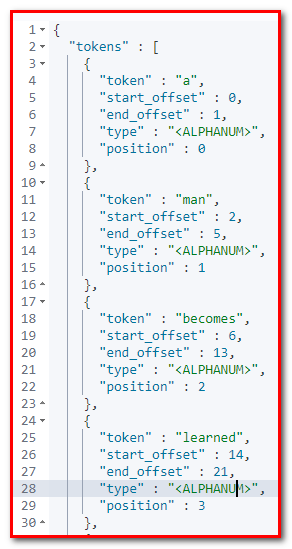 1 {
2 "tokens" : [
3 {
4 "token" : "a",
5 "start_offset" : 0,
6 "end_offset" : 1,
7 "type" : "<ALPHANUM>",
8 "position" : 0
9 },
10 {
11 "token" : "man",
12 "start_offset" : 2,
13 "end_offset" : 5,
14 "type" : "<ALPHANUM>",
15 "position" : 1
16 },
17 {
18 "token" : "becomes",
19 "start_offset" : 6,
20 "end_offset" : 13,
21 "type" : "<ALPHANUM>",
22 "position" : 2
23 },
24 {
25 "token" : "learned",
26 "start_offset" : 14,
27 "end_offset" : 21,
28 "type" : "<ALPHANUM>",
29 "position" : 3
30 },